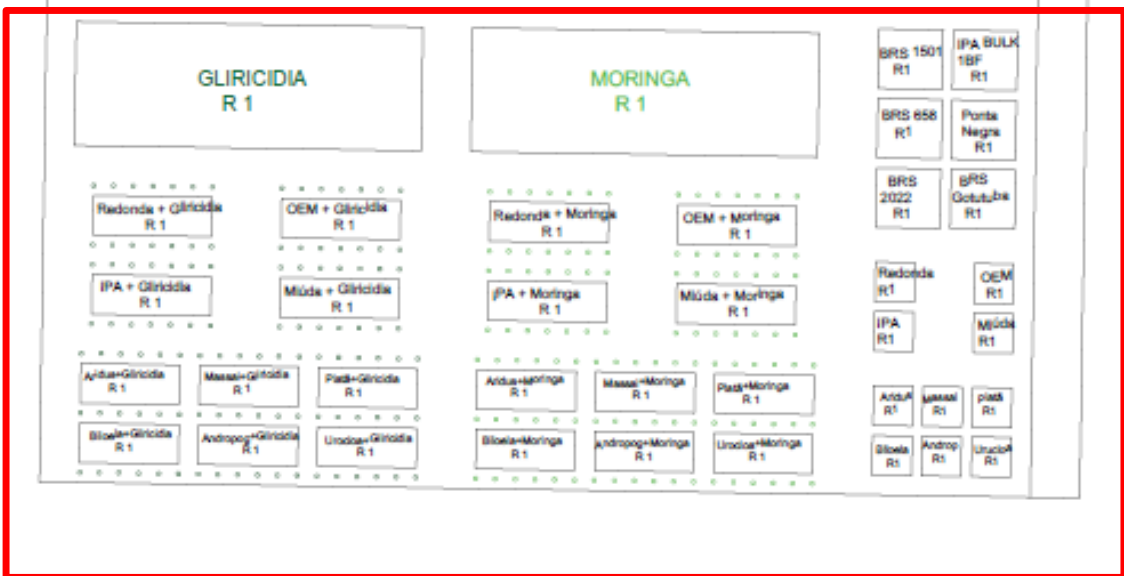 GLIRICIDIA
R 1
MORINGA
R 1
BRS 1501
R1
IPA BULK
1BF
R1
BRS 658
R1
Ponta
Negra
R1
BRS
2022
R1
BRS
Gotutuba
R1
Redonda + Gliricidia
R 1
OEM + Gliricidia
R 1
Redonda + Moringa
R 1
OEM + Moringa
R 1
IPA + Gliricidia
R 1
Miúda + Gliricidia
R 1
IPA + Moringa
R 1
Miúda + Moringa
R 1
Redonda
R1
OEM
R1
IPA
R1
Miúda
R1
Aridus+Gliricidia
R 1
Massai+Gliricidia
R 1
Piatã+Gliricidia
R 1
Aridus+Moringa
R 1
Massai+Moringa
R 1
Piatã+Moringa
R 1
Aridus
R1
Massai
R1
piatã
R1
Biloela+Gliricidia
R 1
Andropog+Gliricidia
R 1
Urocloa+Gliricidia
R 1
Biloela+Moringa
R 1
Andropog+Moringa
R 1
Urocloa+Moringa
R 1
Biloela
R1
Androp
R1
Urucloa
R1